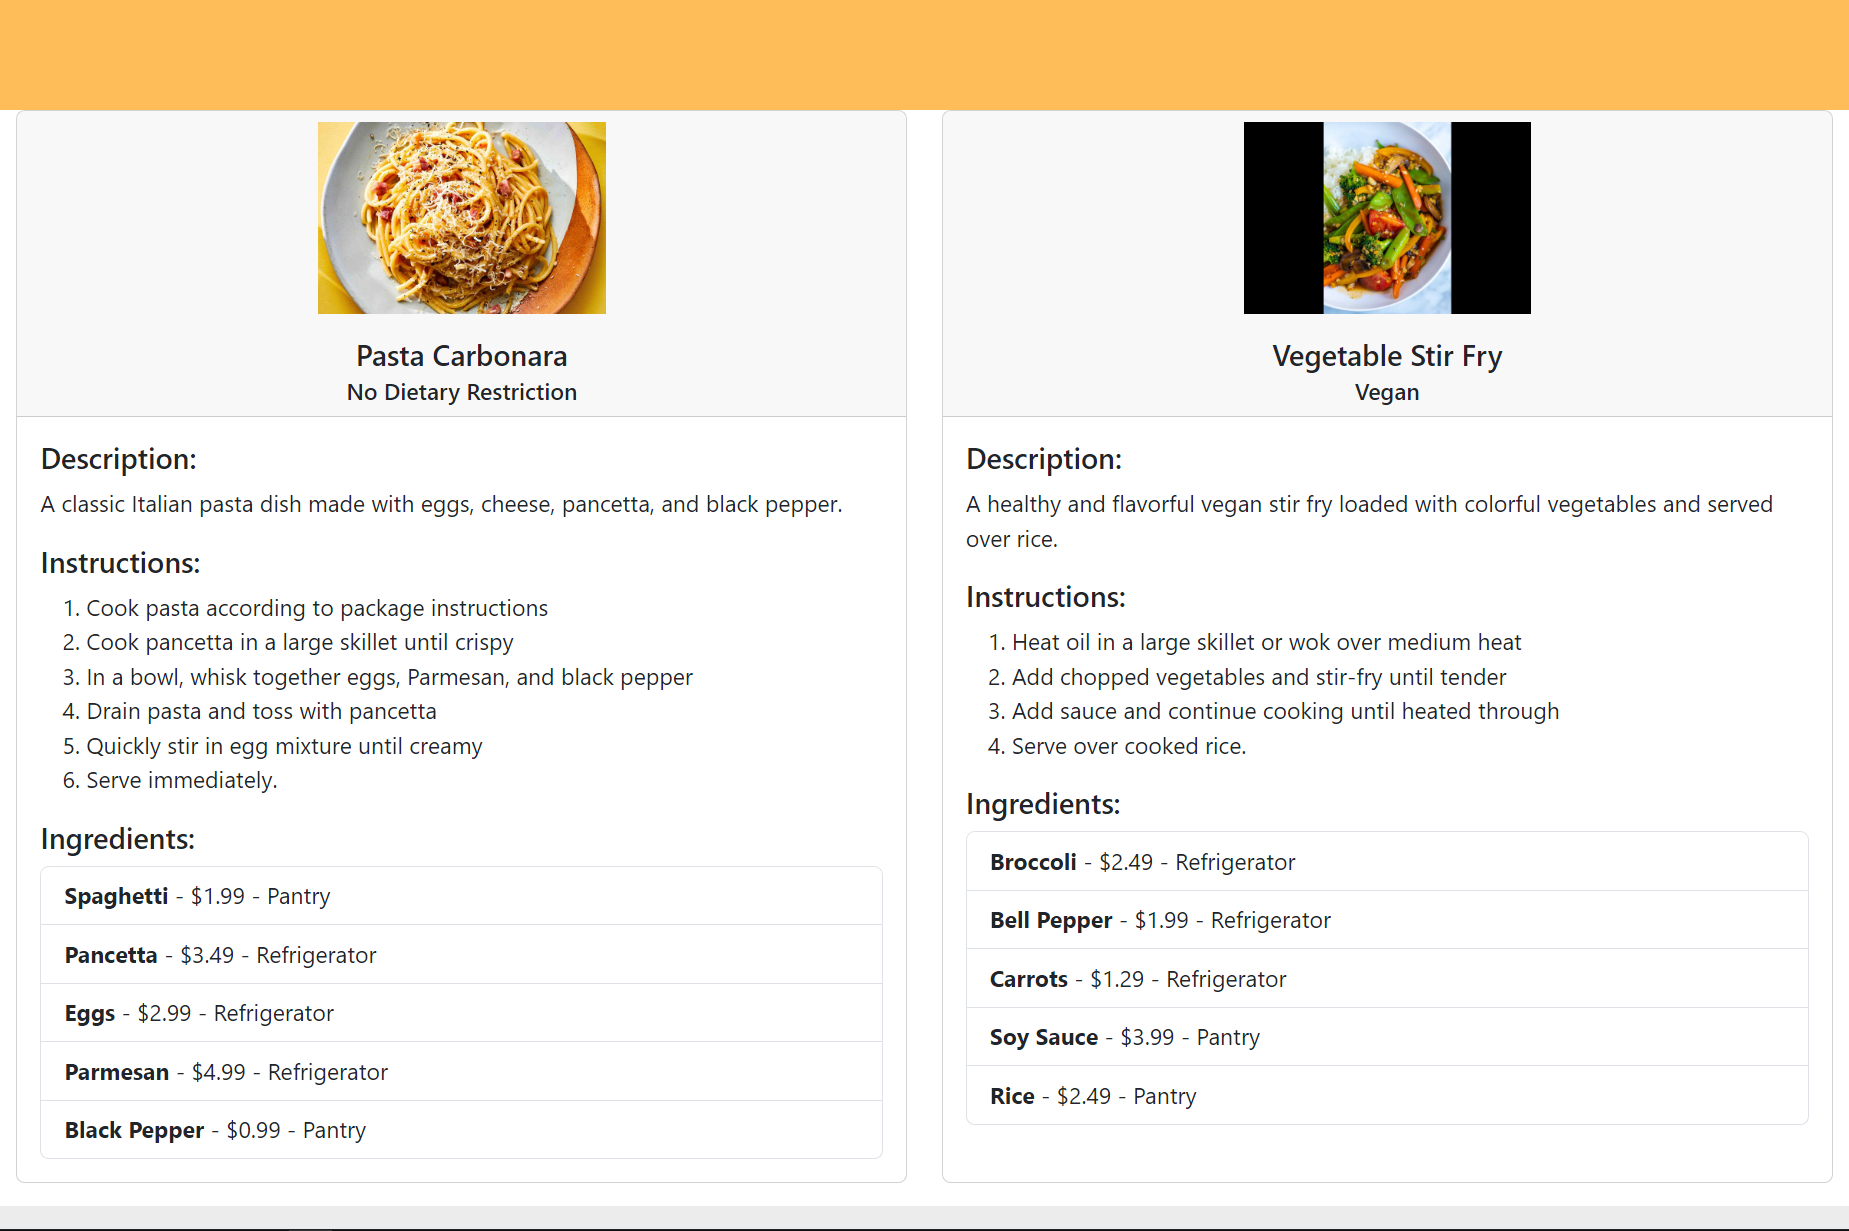 Pasta Carbonara
No Dietary Restriction
Description:
A classic Italian pasta dish made with eggs, cheese, pancetta, and black pepper.
Instructions:
1. Cook pasta according to package instructions
2. Cook pancetta in a large skillet until crispy
3. In a bowl, whisk together eggs, Parmesan, and black pepper
4. Drain pasta and toss with pancetta
5. Quickly stir in egg mixture until creamy
6. Serve immediately.
Ingredients:
Spaghetti - $1.99 - Pantry
Pancetta - $3.49 - Refrigerator
Eggs - $2.99 - Refrigerator
Parmesan - $4.99 - Refrigerator
Black Pepper - $0.99 - Pantry
Vegetable Stir Fry
Vegan
Description:
A healthy and flavorful vegan stir fry loaded with colorful vegetables and served
over rice.
Instructions:
1. Heat oil in a large skillet or wok over medium heat
2. Add chopped vegetables and stir-fry until tender
3. Add sauce and continue cooking until heated through
4. Serve over cooked rice.
Ingredients:
Broccoli - $2.49 - Refrigerator
Bell Pepper - $1.99 - Refrigerator
Carrots - $1.29 - Refrigerator
Soy Sauce - $3.99 - Pantry
Rice - $2.49 - Pantry